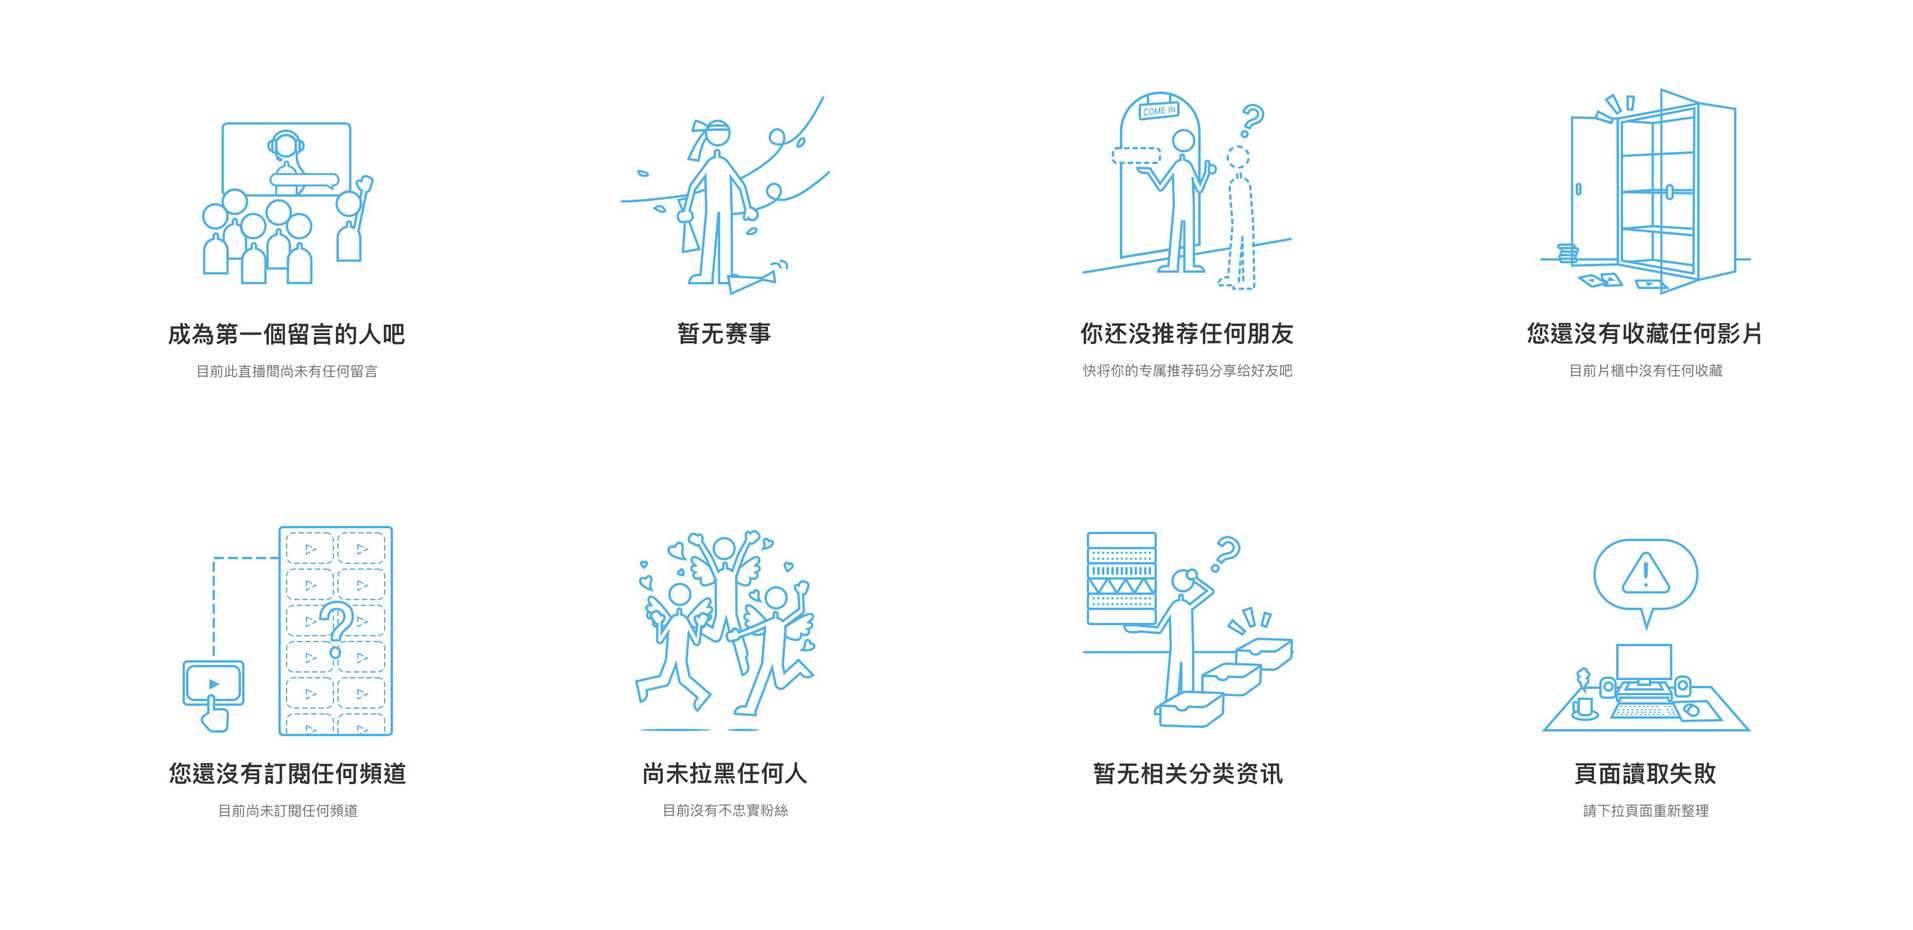 COME IN
成為第一個留言的人吧
目前此直播間尚未有任何留言
暂无赛事
你还没推荐任何朋友
快将你的专属推荐码分享给好友吧
您還沒有收藏任何影片
目前片櫃中沒有任何收藏
您還沒有訂閱任何頻道
目前尚未訂閱任何頻道
尚未拉黑任何人
目前沒有不忠實粉絲
暂无相关分类资讯
頁面讀取失敗
請下拉頁面重新整理